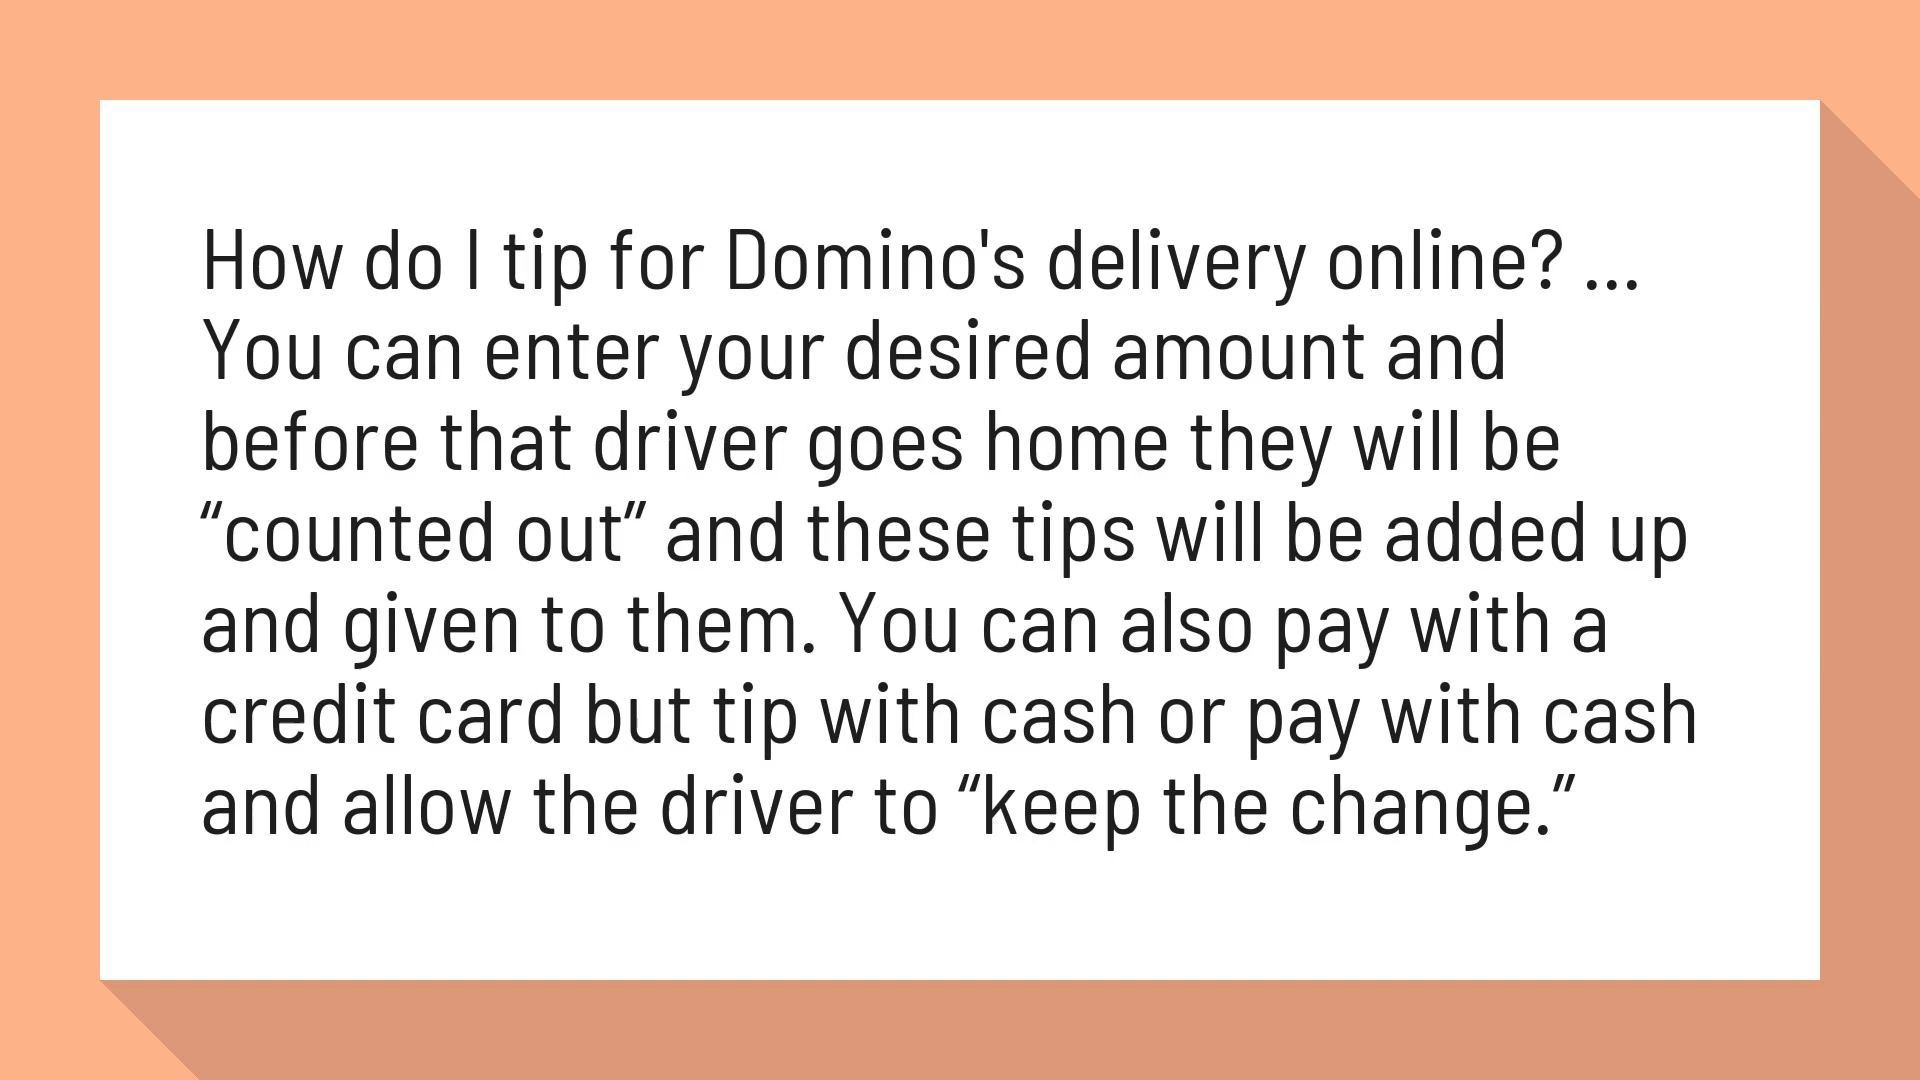 How do I tip for Domino's delivery online? ...
You can enter your desired amount and
before that driver goes home they will be
“counted out” and these tips will be added up
and given to them. You can also pay with a
credit card but tip with cash or pay with cash
and allow the driver to “keep the change.”